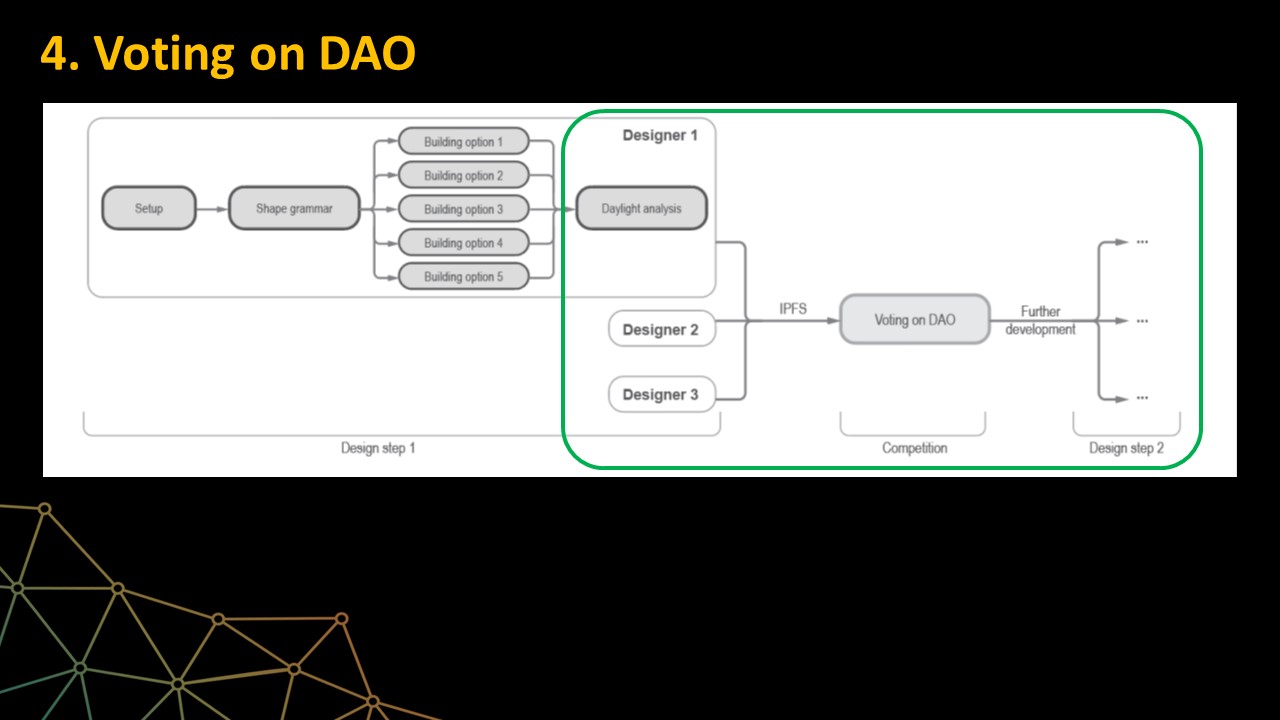 4. Voting on DAO
Designer 1
Setup
Shape grammar
Building option 1
Building option 2
Building option 3
Building option 4
Building option 5
Daylight analysis
Designer 2
Designer 3
IPFS
Voting on DAO
Further
development
...
...
...
Design step 1
Competition
Design step 2